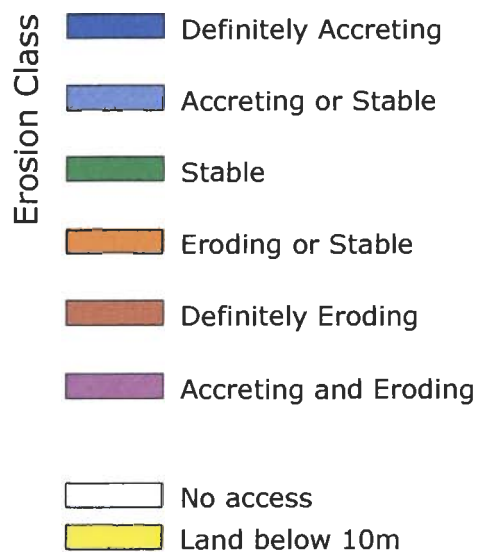 Erosion Class
Definitely Accreting
Accreting or Stable
Stable
Eroding or Stable
Definitely Eroding
Accreting and Eroding
No access
Land below 10m